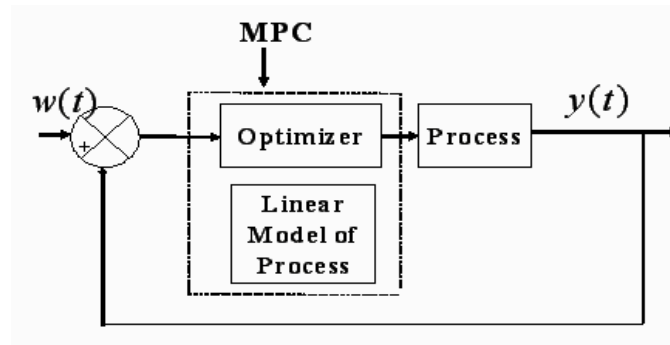 MPC
w(t)
y(t)
+
Optimizer
Process
Linear
Model of
Process